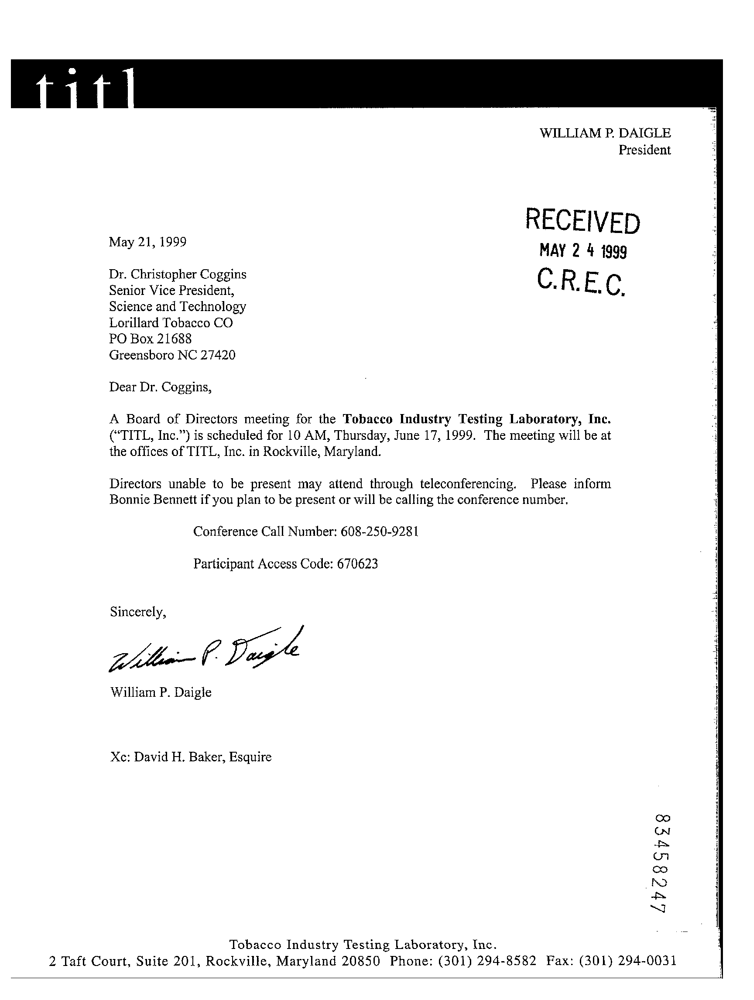 titl
WILLIAM P. DAIGLE
President
RECEIVED
MAY 24 1999
C.R.E.C.
May 21, 1999
Dr. Christopher Coggins
Senior Vice President,
Science and Technology
Lorillard Tobacco CO
PO Box 21688
Greensboro NC 27420
Dear Dr. Coggins,
A Board of Directors meeting for the Tobacco Industry Testing Laboratory, Inc.
(“TITL, Inc.”) is scheduled for 10 AM, Thursday, June 17, 1999. The meeting will be at
the offices of TITL, Inc. in Rockville, Maryland.
Directors unable to be present may attend through teleconferencing. Please inform
Bonnie Bennett if you plan to be present or will be calling the conference number.
Conference Call Number: 608-250-9281
Participant Access Code: 670623
Sincerely,
William P. Daigle
William P. Daigle
Xc: David H. Baker, Esquire
83458247
Tobacco Industry Testing Laboratory, Inc.
2 Taft Court, Suite 201, Rockville, Maryland 20850 Phone: (301) 294-8582 Fax: (301) 294-0031